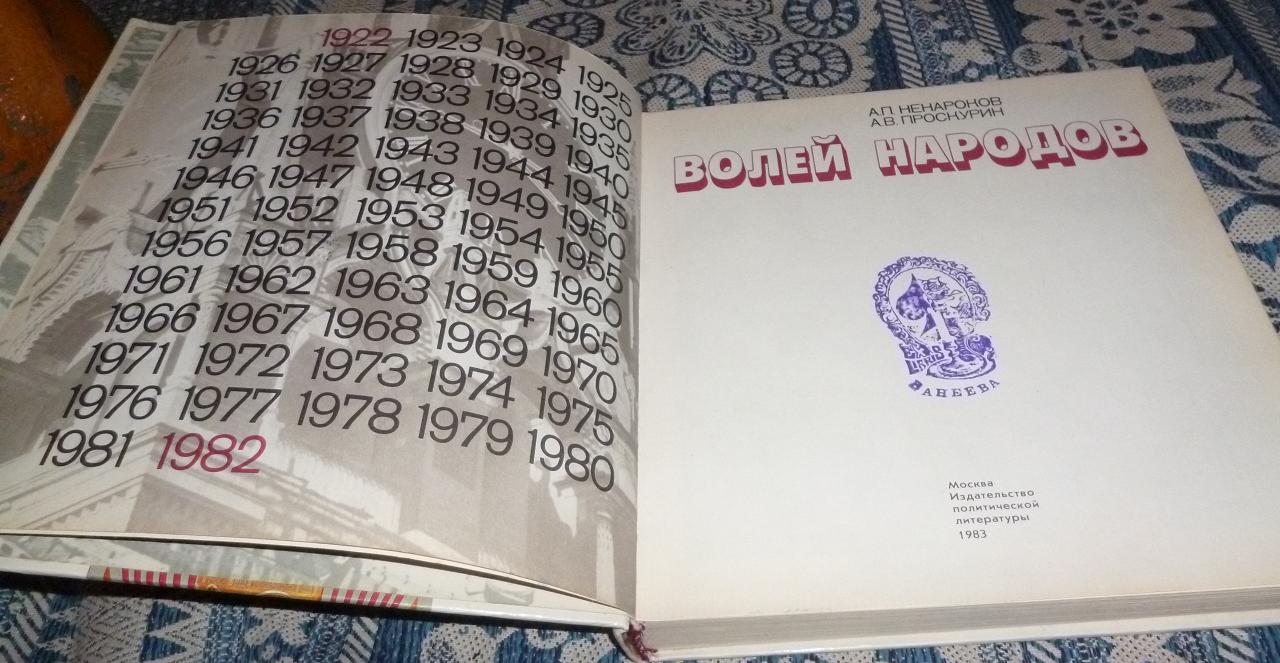 1922 1923 1924 1925
1926 1927 1928 1929 1930
1931 1932 1933 1934 1935
1936 1937 1938 1939 1940
1941 1942 1943 1944 1945
1946 1947 1948 1949 1950
1951 1952 1953 1954 1955
1956 1957 1958 1959 1960
1961 1962 1963 1964 1965
1966 1967 1968 1969 1970
1971 1972 1973 1974 1975
1976 1977 1978 1979 1980
1981 1982
А.П. НЕНАРОКОВ
А.В. ПРОСКУРИН
ВОЛЕЙ НАРОДОВ
ВАНЕЕВА
Москва
Издательство
политической
литературы
1983